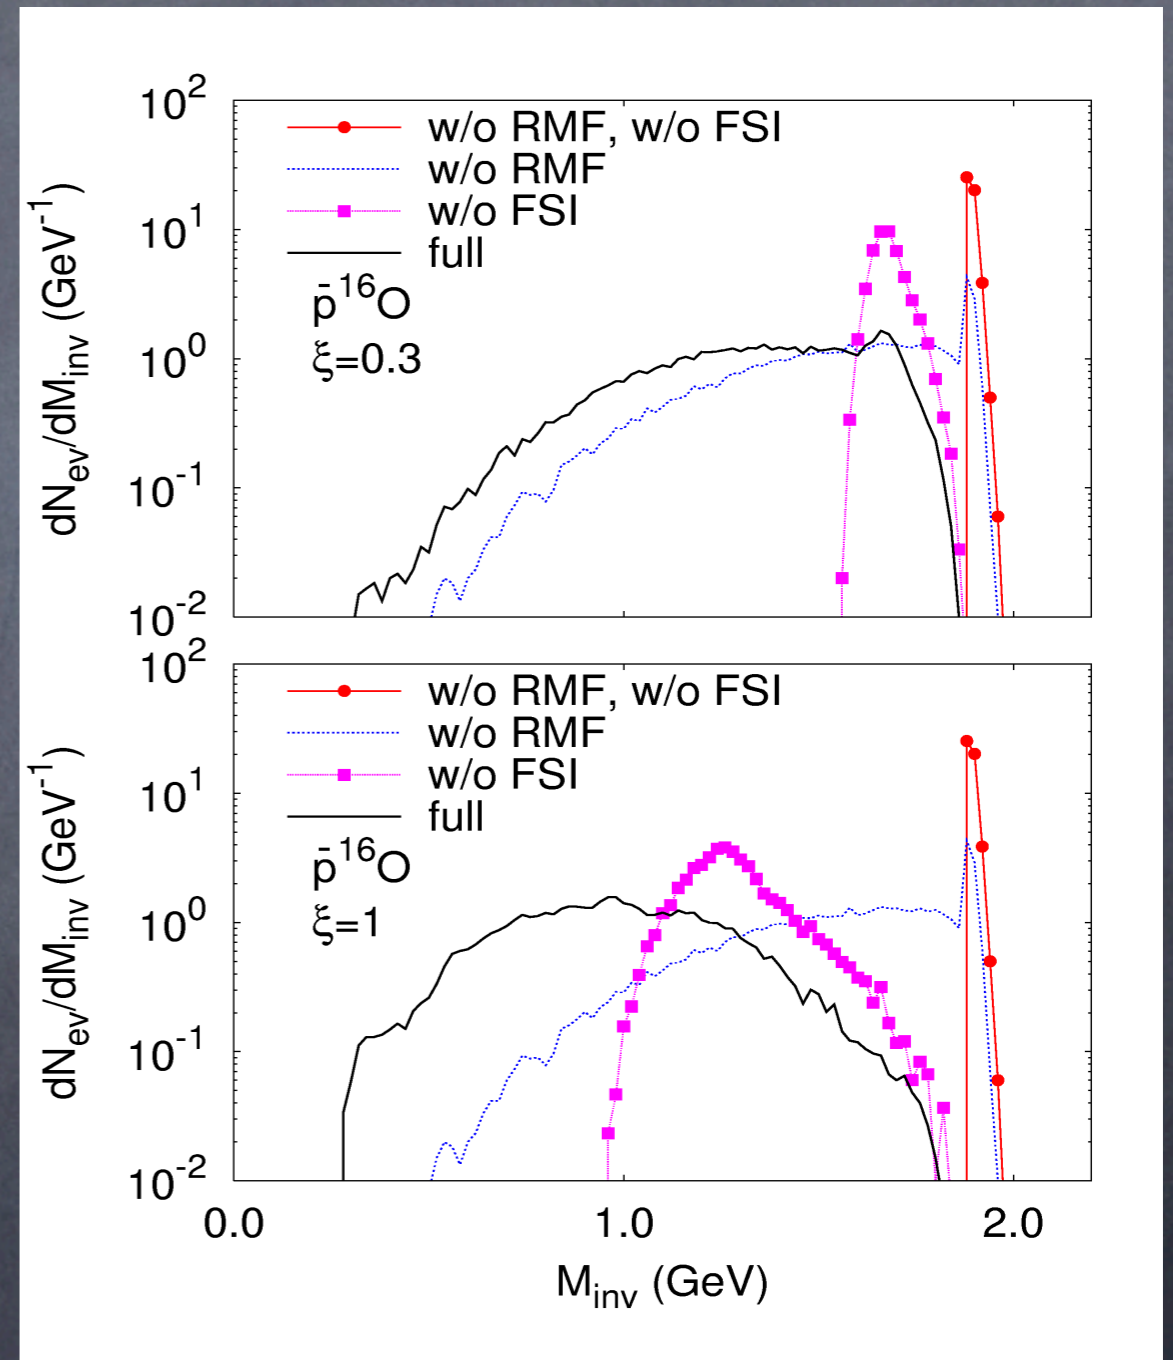 10²
w/o RMF, w/o FSI
w/o RMF
10¹
w/o FSI
full
p̄¹⁶O
10⁰
ξ=0.3
10⁻¹
10⁻²
dN_ev/dM_inv (GeV⁻¹)
10²
w/o RMF, w/o FSI
w/o RMF
10¹
w/o FSI
full
p̄¹⁶O
10⁰
ξ=1
10⁻¹
10⁻²
dN_ev/dM_inv (GeV⁻¹)
0.0 1.0 2.0
M_inv (GeV)